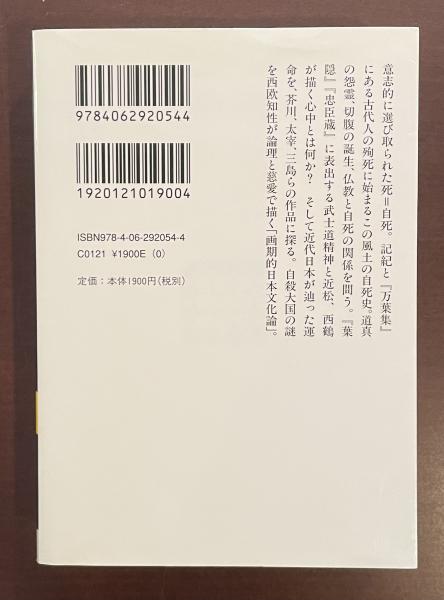 意志的に選び取られた死＝自死。記紀と『万葉集』
にある古代人の殉死に始まるこの風土の自死史。道真
の怨霊、切腹の誕生、仏教と自死の関係を問う。『葉
隠』『忠臣蔵』に表出する武士道精神と近松、西鶴
が描く心中とは何か？　そして近代日本が辿った運
命を、芥川、太宰、三島らの作品に探る。自殺大国の謎
を西欧知性が論理と慈愛で描く「画期的日本文化論」。
9784062920544
1920121019004
ISBN978-4-06-292054-4
C0121 ¥1900E (0)
定価：本体1900円（税別）